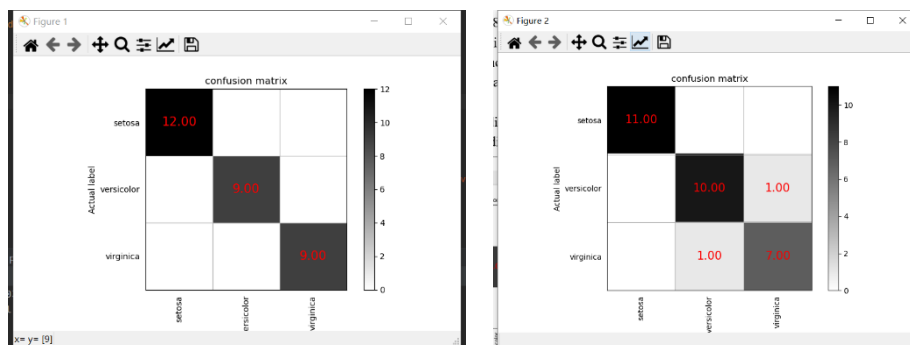 Figure 1
confusion matrix
12
setosa
12.00
10
8
Actual label
versicolor
9.00
6
4
virginica
9.00
2
0
setosa
ersicolor
virginica
x= y= [9]
Figure 2
confusion matrix
setosa
11.00
10
8
Actual label
versicolor
10.00
1.00
6
4
virginica
1.00
7.00
2
0
setosa
versicolor
virginica